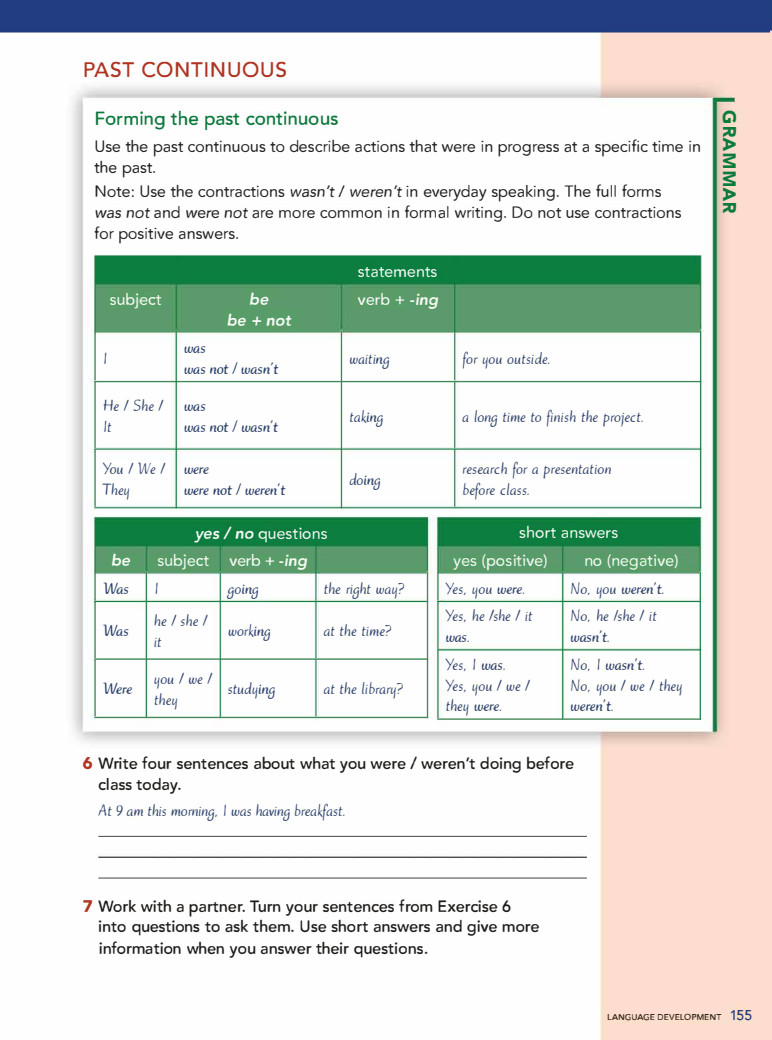 PAST CONTINUOUS
GRAMMAR
Forming the past continuous
Use the past continuous to describe actions that were in progress at a specific time in
the past.
Note: Use the contractions wasn't / weren't in everyday speaking. The full forms
was not and were not are more common in formal writing. Do not use contractions
for positive answers.
statements
subject be verb + -ing
be + not
I was waiting for you outside.
was not / wasn't
He / She / was taking a long time to finish the project.
It was not / wasn't
You / We / were doing research for a presentation
They were not / weren't before class.
yes / no questions
be subject verb + -ing
Was I going the right way?
Was he / she / working at the time?
it
Were you / we / studying at the library?
they
short answers
yes (positive) no (negative)
Yes, you were. No, you weren't.
Yes, he /she / it No, he /she / it
was. wasn't.
Yes, I was. No, I wasn't.
Yes, you / we / No, you / we / they
they were. weren't.
6 Write four sentences about what you were / weren't doing before
class today.
At 9 am this morning, I was having breakfast.
7 Work with a partner. Turn your sentences from Exercise 6
into questions to ask them. Use short answers and give more
information when you answer their questions.
LANGUAGE DEVELOPMENT 155